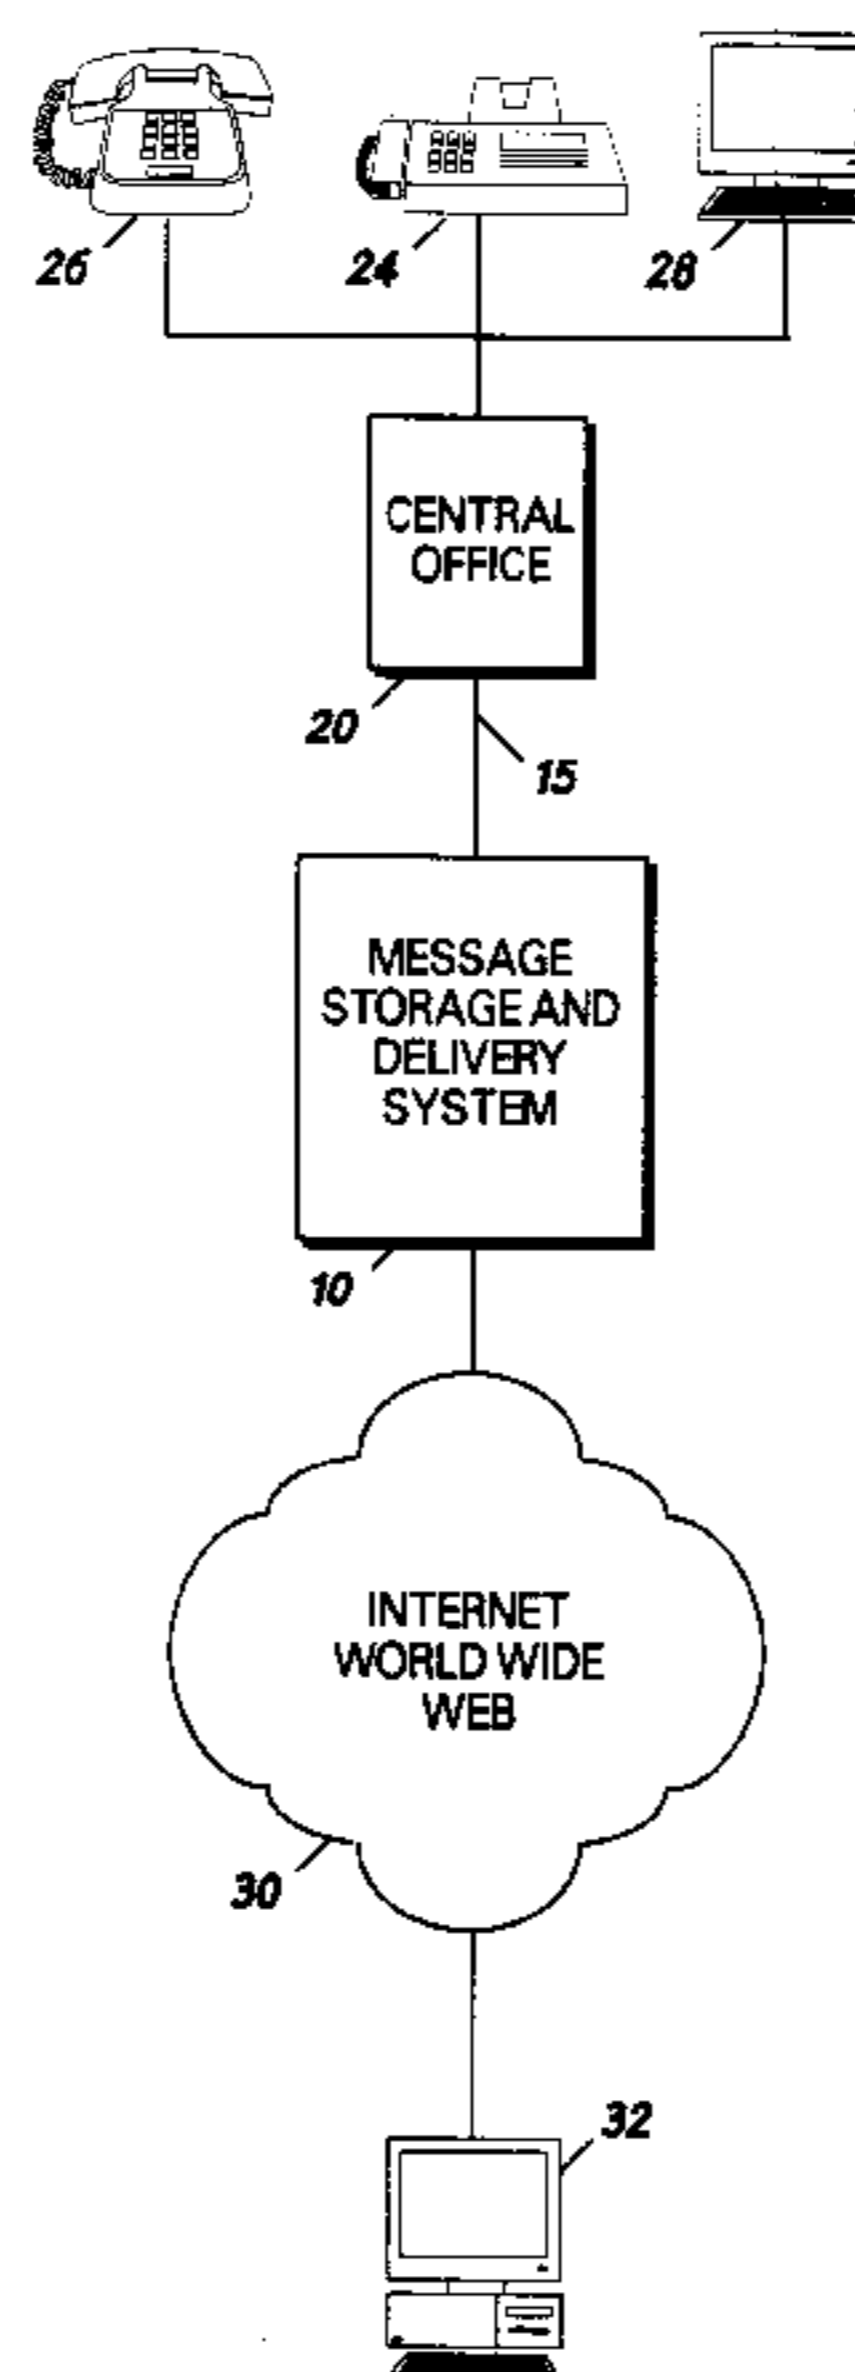 26
24
28
CENTRAL
OFFICE
20
15
MESSAGE
STORAGE AND
DELIVERY
SYSTEM
10
INTERNET
WORLD WIDE
WEB
30
32